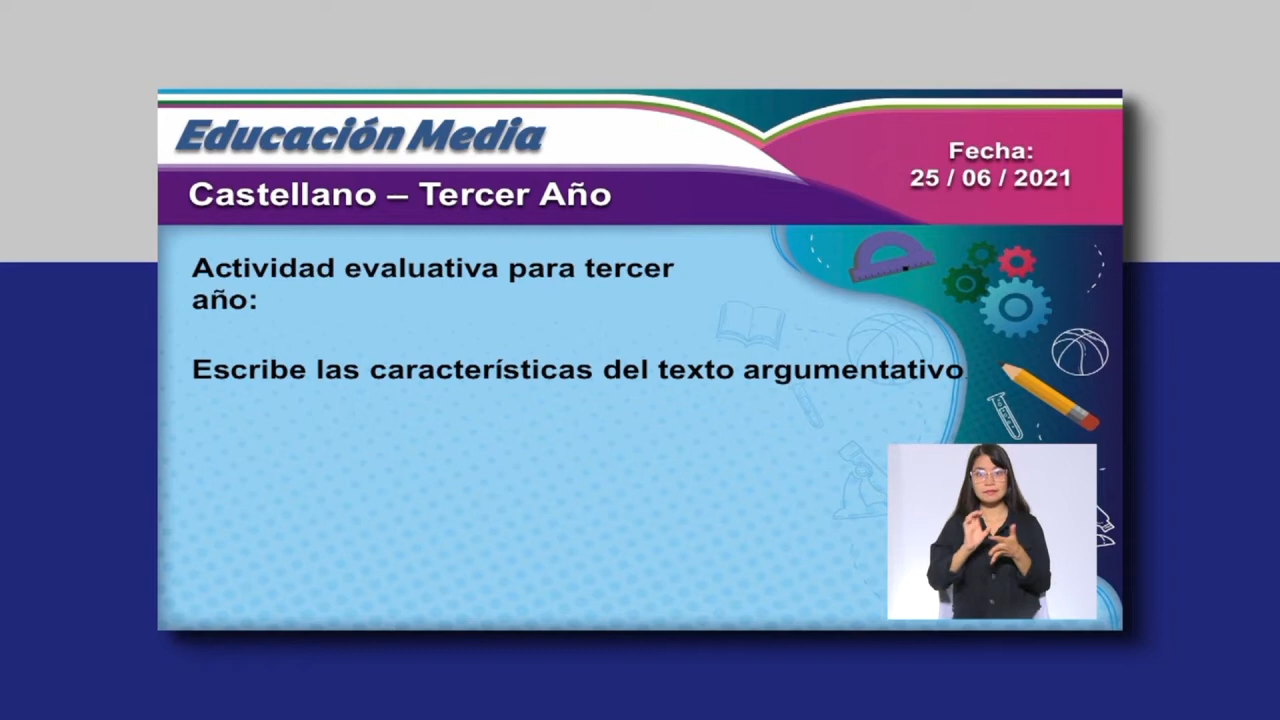 Educación Media
Castellano – Tercer Año
Fecha:
25 / 06 / 2021
Actividad evaluativa para tercer
año:
Escribe las características del texto argumentativo